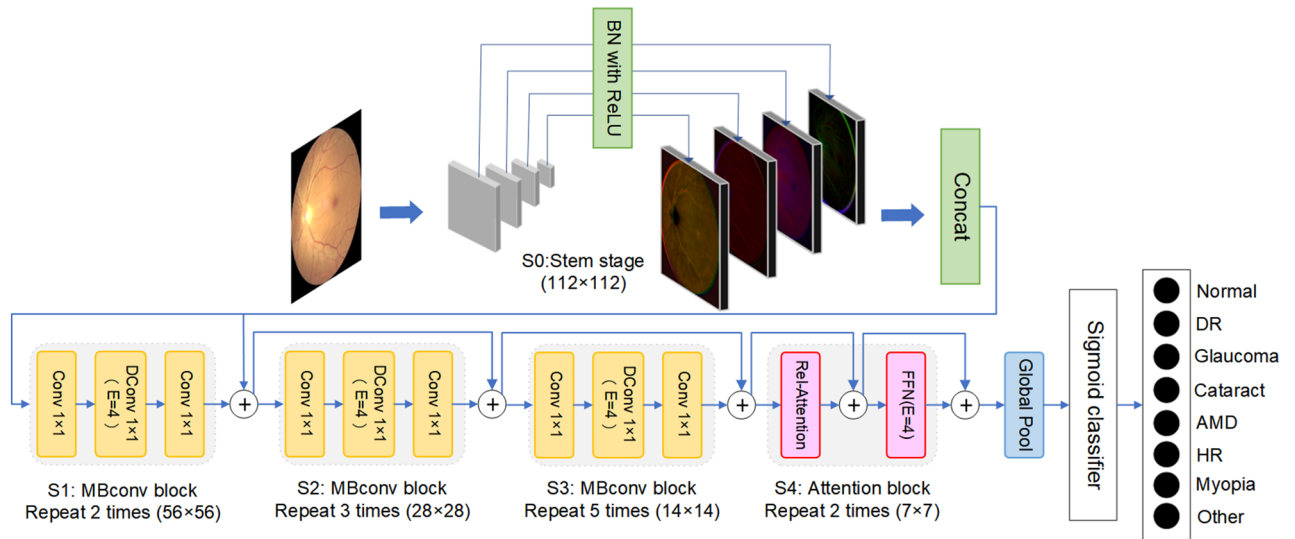 BN with ReLU
Concat
S0:Stem stage
(112×112)
Conv 1×1
DConv 1×1
( E=4 )
Conv 1×1
+
Conv 1×1
DConv 1×1
( E=4 )
Conv 1×1
+
Conv 1×1
DConv 1×1
( E=4 )
Conv 1×1
+
Rel-Attention
+
FFN(E=4)
+
Global Pool
Sigmoid classifier
Normal
DR
Glaucoma
Cataract
AMD
HR
Myopia
Other
S1: MBconv block
Repeat 2 times (56×56)
S2: MBconv block
Repeat 3 times (28×28)
S3: MBconv block
Repeat 5 times (14×14)
S4: Attention block
Repeat 2 times (7×7)